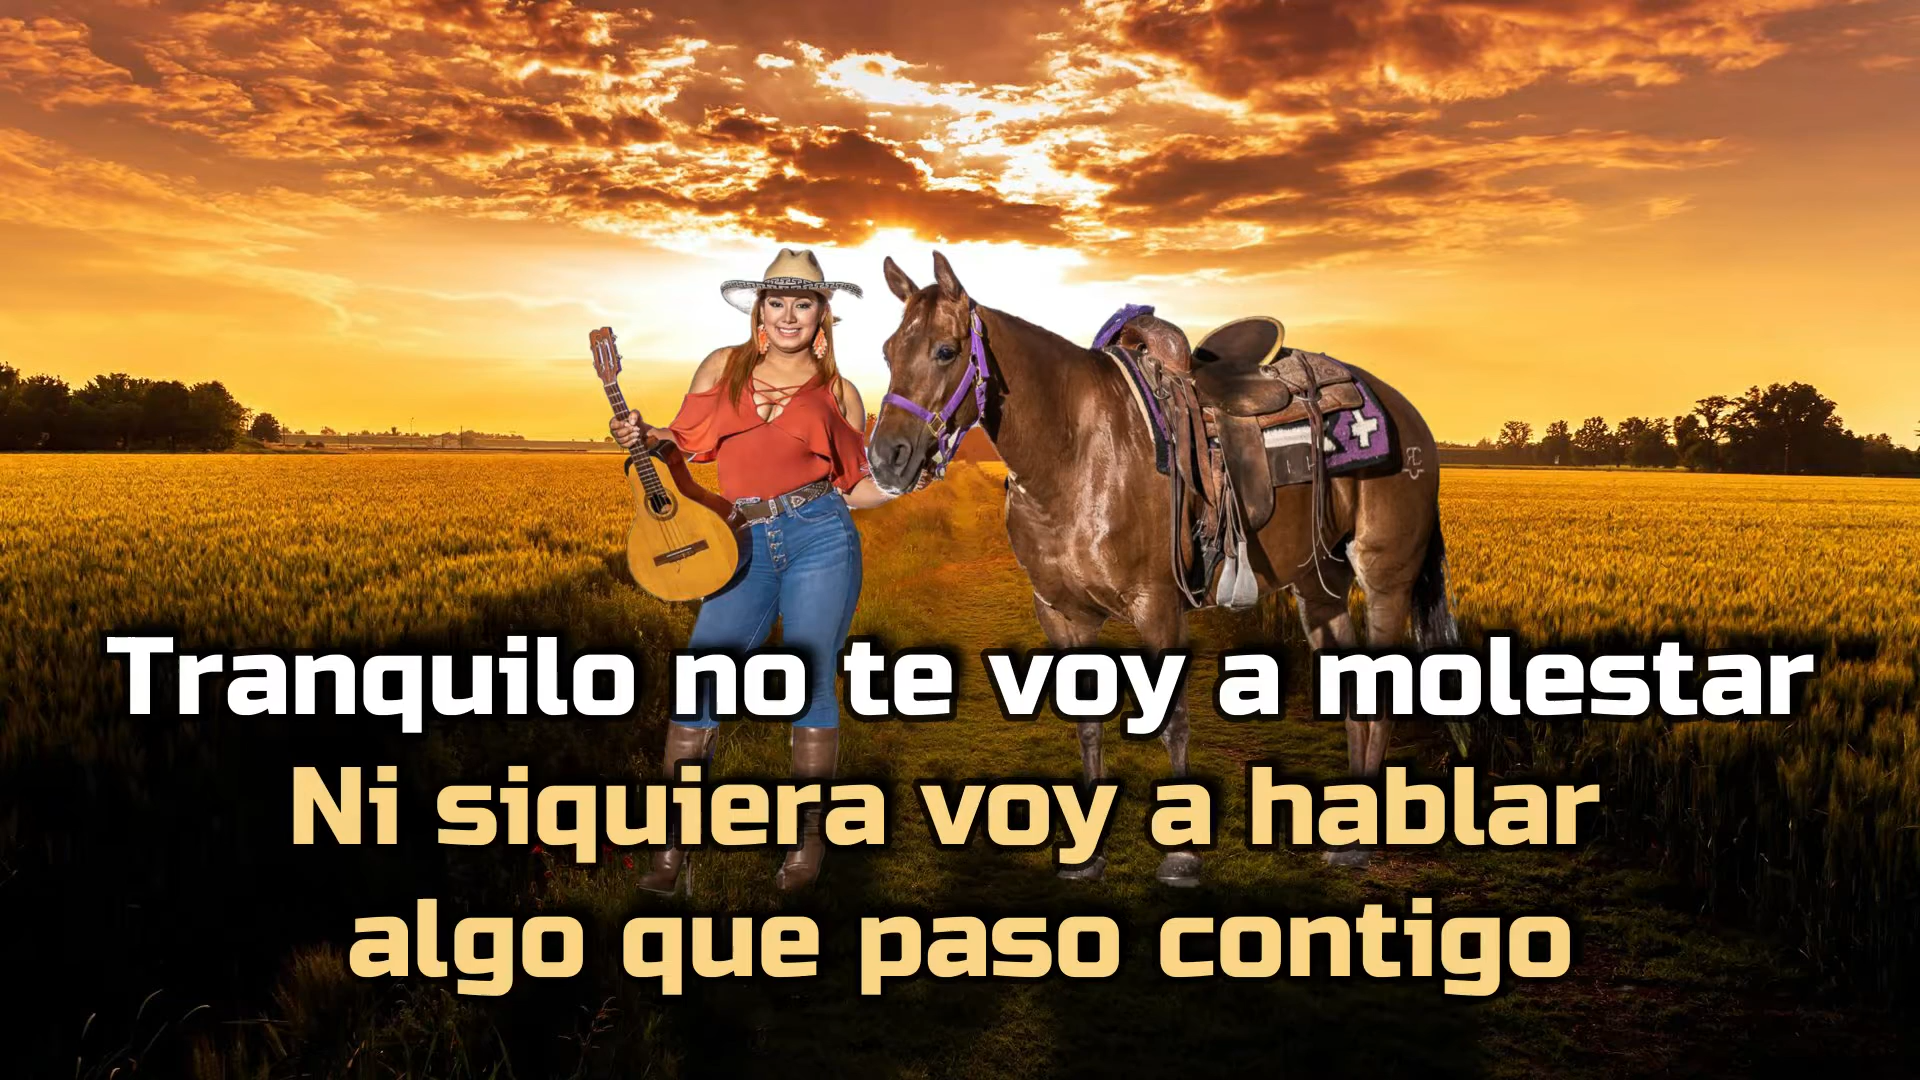 Tranquilo no te voy a molestar
Ni siquiera voy a hablar
algo que paso contigo